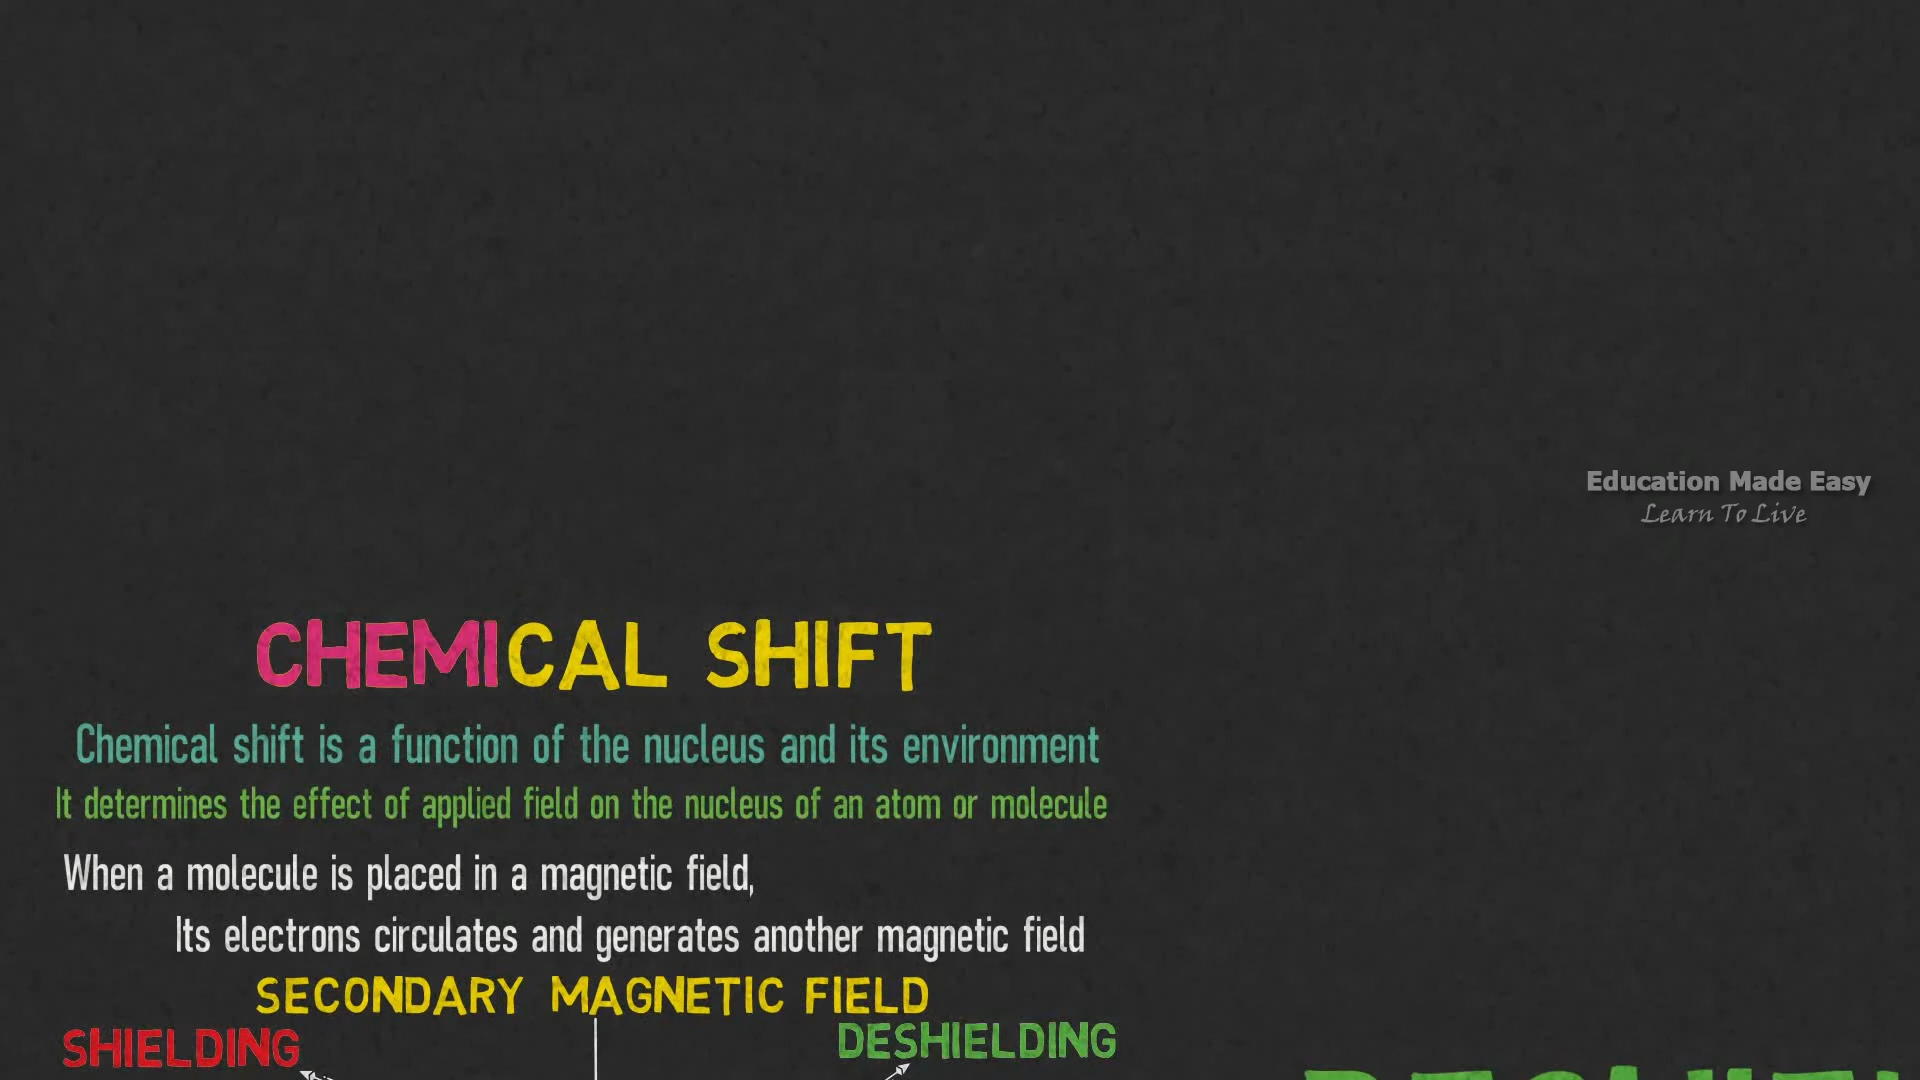 Education Made Easy
Learn To Live
CHEMICAL SHIFT
Chemical shift is a function of the nucleus and its environment
It determines the effect of applied field on the nucleus of an atom or molecule
When a molecule is placed in a magnetic field,
Its electrons circulates and generates another magnetic field
SECONDARY MAGNETIC FIELD
SHIELDING
DESHIELDING